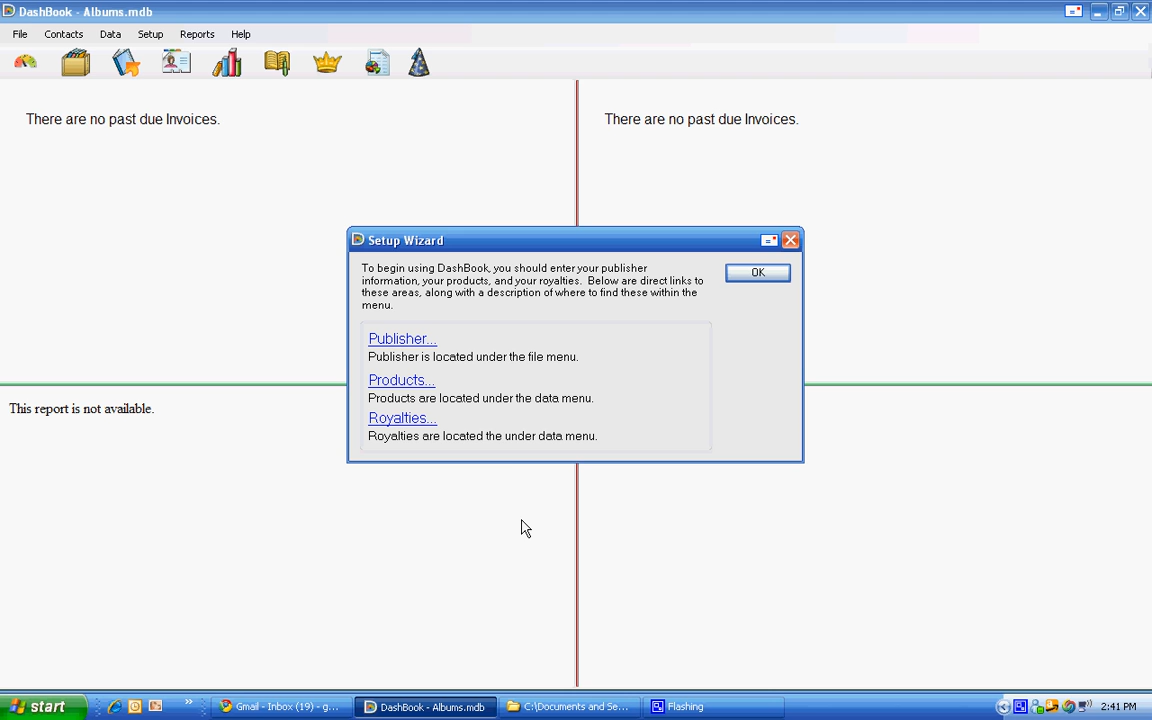 DashBook - Albums.mdb
File Contacts Data Setup Reports Help
There are no past due Invoices.
There are no past due Invoices.
Setup Wizard
To begin using DashBook, you should enter your publisher
information, your products, and your royalties. Below are direct links to
these areas, along with a description of where to find these within the
menu.
OK
Publisher...
Publisher is located under the file menu.
Products...
Products are located under the data menu.
Royalties...
Royalties are located the under data menu.
This report is not available.
start
Gmail - Inbox (19) - g...
DashBook - Albums.mdb
C:\Documents and Se...
Flashing
2:41 PM